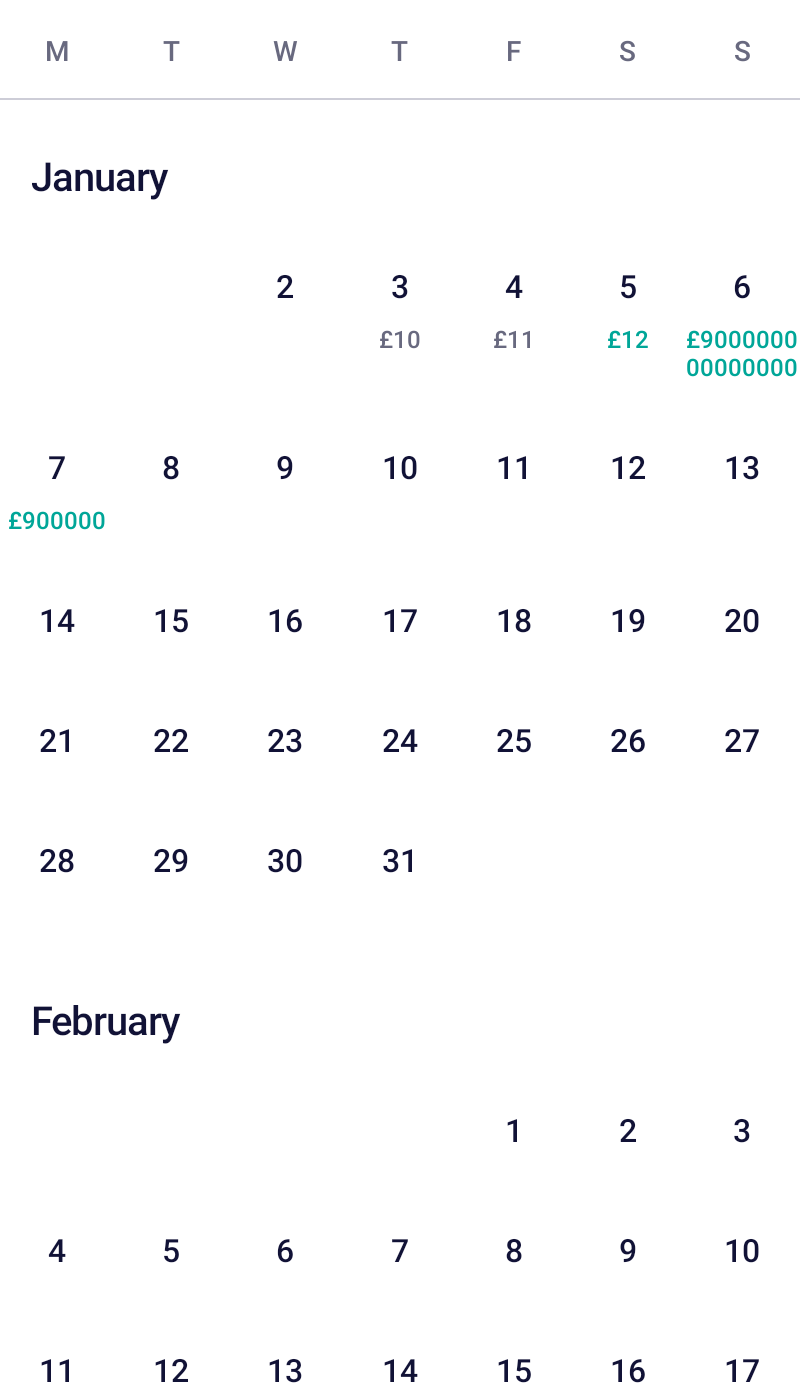 M T W T F S S
January
2 3 4 5 6
£10 £11 £12 £9000000
00000000
7 8 9 10 11 12 13
£900000
14 15 16 17 18 19 20
21 22 23 24 25 26 27
28 29 30 31
February
1 2 3
4 5 6 7 8 9 10
11 12 13 14 15 16 17